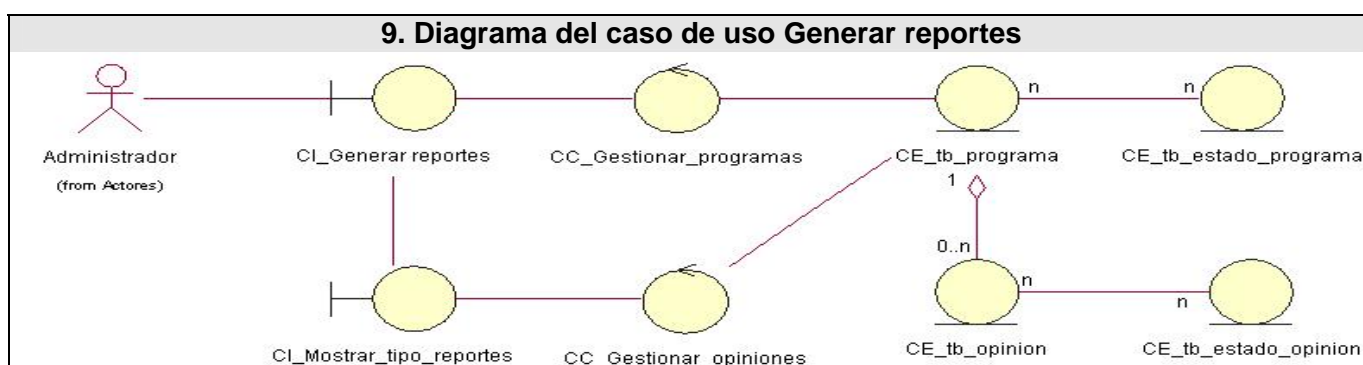 9. Diagrama del caso de uso Generar reportes
n
n
Administrador
(from Actores)
CI_Generar reportes
CC_Gestionar_programas
CE_tb_programa
CE_tb_estado_programa
1
0..n
n
n
CI_Mostrar_tipo_reportes
CC_Gestionar_opiniones
CE_tb_opinion
CE_tb_estado_opinion